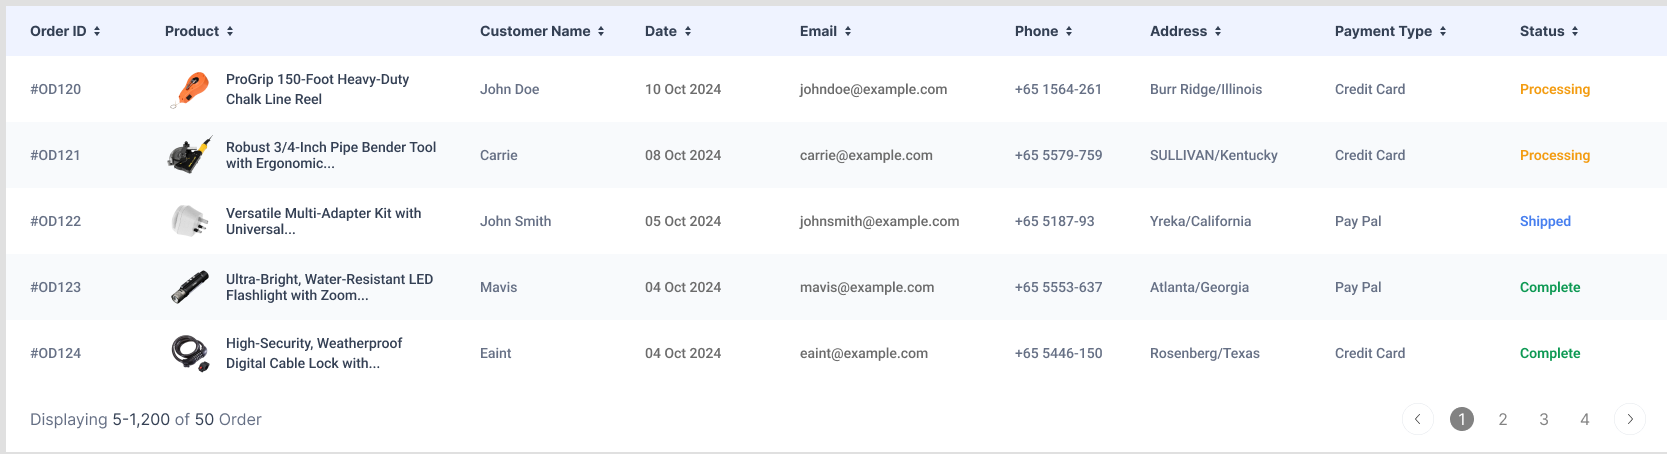 Order ID Product Customer Name Date Email Phone Address Payment Type Status
#OD120 ProGrip 150-Foot Heavy-Duty John Doe 10 Oct 2024 johndoe@example.com +65 1564-261 Burr Ridge/Illinois Credit Card Processing
Chalk Line Reel
#OD121 Robust 3/4-Inch Pipe Bender Tool Carrie 08 Oct 2024 carrie@example.com +65 5579-759 SULLIVAN/Kentucky Credit Card Processing
with Ergonomic...
#OD122 Versatile Multi-Adapter Kit with John Smith 05 Oct 2024 johnsmith@example.com +65 5187-93 Yreka/California Pay Pal Shipped
Universal...
#OD123 Ultra-Bright, Water-Resistant LED Mavis 04 Oct 2024 mavis@example.com +65 5553-637 Atlanta/Georgia Pay Pal Complete
Flashlight with Zoom...
#OD124 High-Security, Weatherproof Eaint 04 Oct 2024 eaint@example.com +65 5446-150 Rosenberg/Texas Credit Card Complete
Digital Cable Lock with...
Displaying 5-1,200 of 50 Order 1 2 3 4